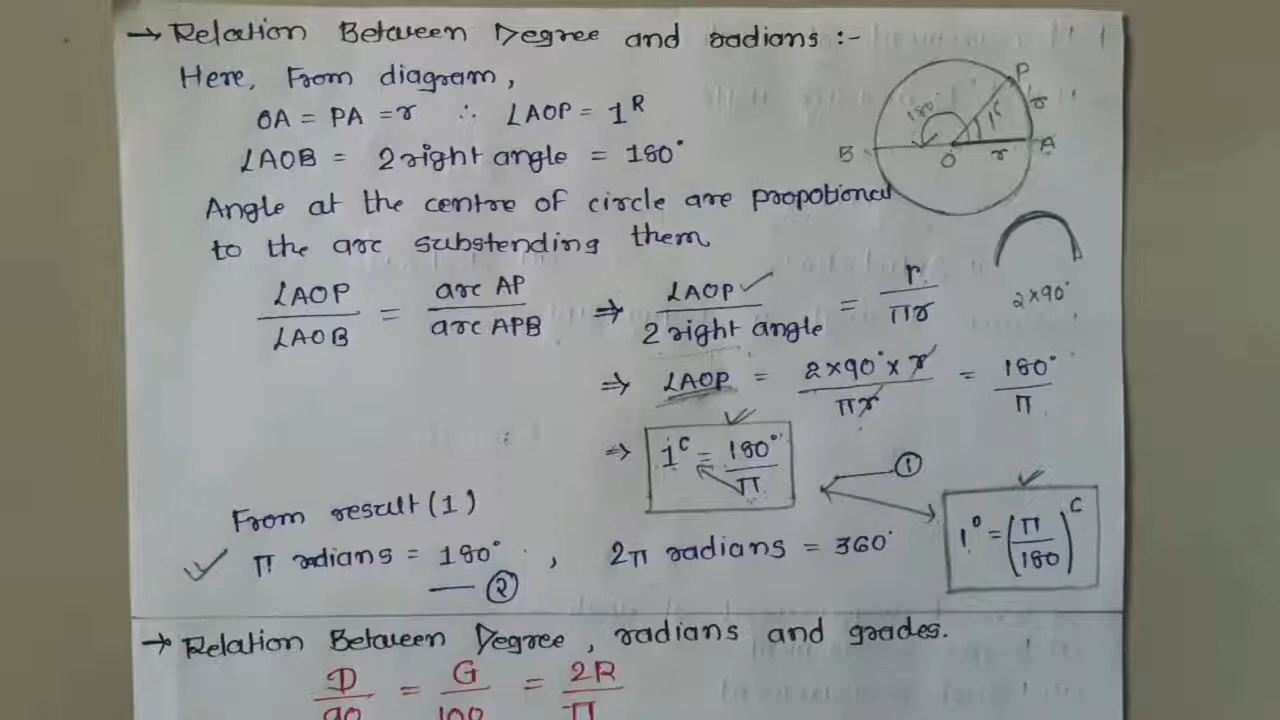 → Relation Between Degree and radians :-
Here, From diagram,
OA = PA = r ∴ ∠AOP = 1ᴿ
∠AOB = 2 right angle = 180°
P
r
180°
1ᶜ
B
O
r
A
Angle at the centre of circle are propotional
to the arc substending them
∠AOP / ∠AOB = arc AP / arc APB ⇒ ∠AOP ✓ / 2 right angle = r / πr
2×90°
⇒ ∠AOP = 2×90°×r / πr = 180° / π
⇒ 1ᶜ = 180° / π ①
From result (1)
1° = (π / 180)ᶜ
✓ π radians = 180° , 2π radians = 360°
— ②
→ Relation Between Degree, radians and grades.
D / 90 = G / 100 = 2R / π